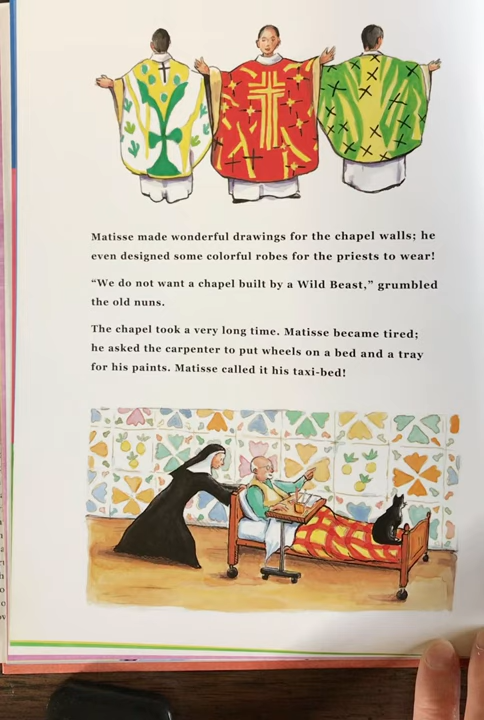 Matisse made wonderful drawings for the chapel walls; he
even designed some colorful robes for the priests to wear!
“We do not want a chapel built by a Wild Beast,” grumbled
the old nuns.
The chapel took a very long time. Matisse became tired;
he asked the carpenter to put wheels on a bed and a tray
for his paints. Matisse called it his taxi-bed!